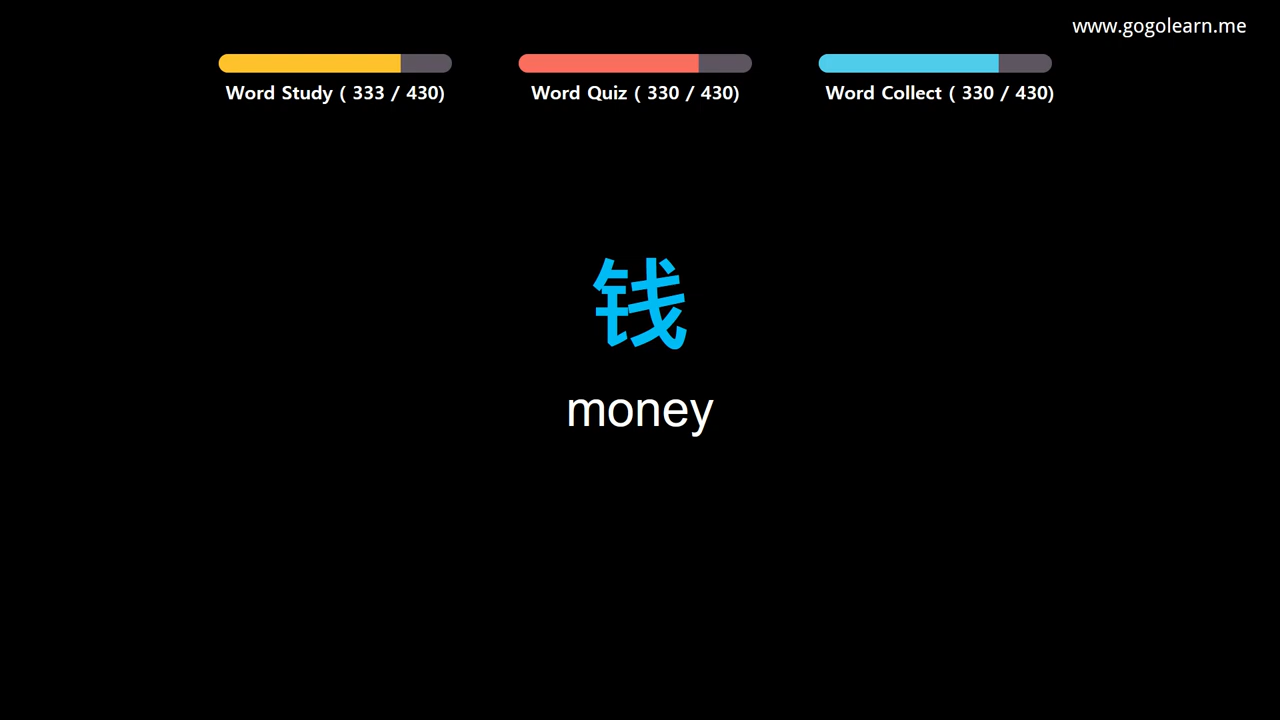 www.gogolearn.me
Word Study ( 333 / 430)
Word Quiz ( 330 / 430)
Word Collect ( 330 / 430)
钱
money